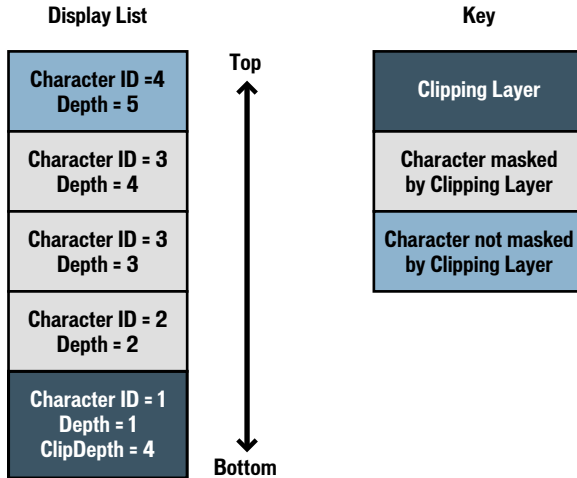 Display List
Character ID =4
Depth = 5
Character ID = 3
Depth = 4
Character ID = 3
Depth = 3
Character ID = 2
Depth = 2
Character ID = 1
Depth = 1
ClipDepth = 4
Top
Bottom
Key
Clipping Layer
Character masked
by Clipping Layer
Character not masked
by Clipping Layer